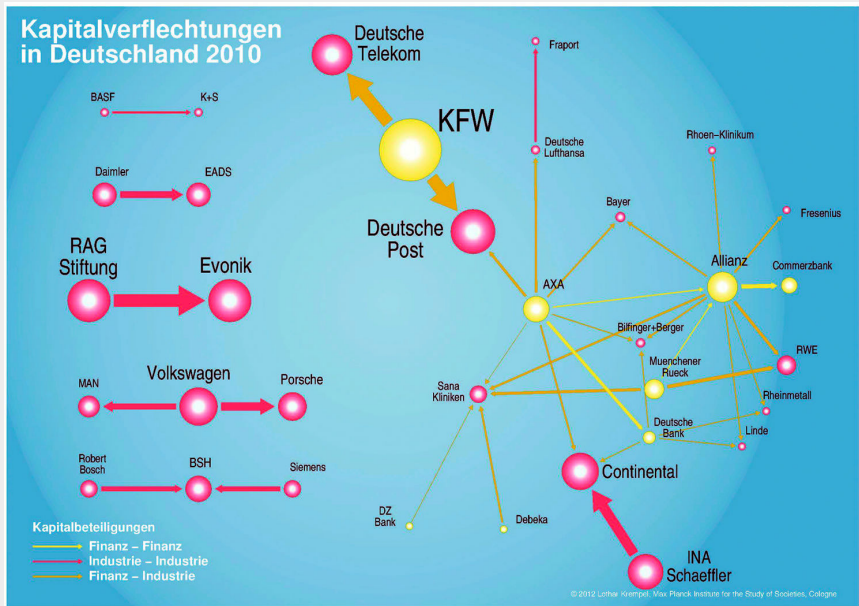 Kapitalverflechtungen
in Deutschland 2010
Deutsche
Telekom
Fraport
BASF
K+S
KFW
Deutsche
Lufthansa
Rhoen–Klinikum
Daimler
EADS
Bayer
Fresenius
RAG
Stiftung
Evonik
Deutsche
Post
AXA
Allianz
Commerzbank
Bilfinger+Berger
MAN
Volkswagen
Porsche
Sana
Kliniken
Muenchener
Rueck
RWE
Rheinmetall
Deutsche
Bank
Linde
Robert
Bosch
BSH
Siemens
Continental
DZ
Bank
Debeka
INA
Schaeffler
Kapitalbeteiligungen
Finanz – Finanz
Industrie – Industrie
Finanz – Industrie
© 2012 Lothar Krempel, Max Planck Institute for the Study of Societies, Cologne